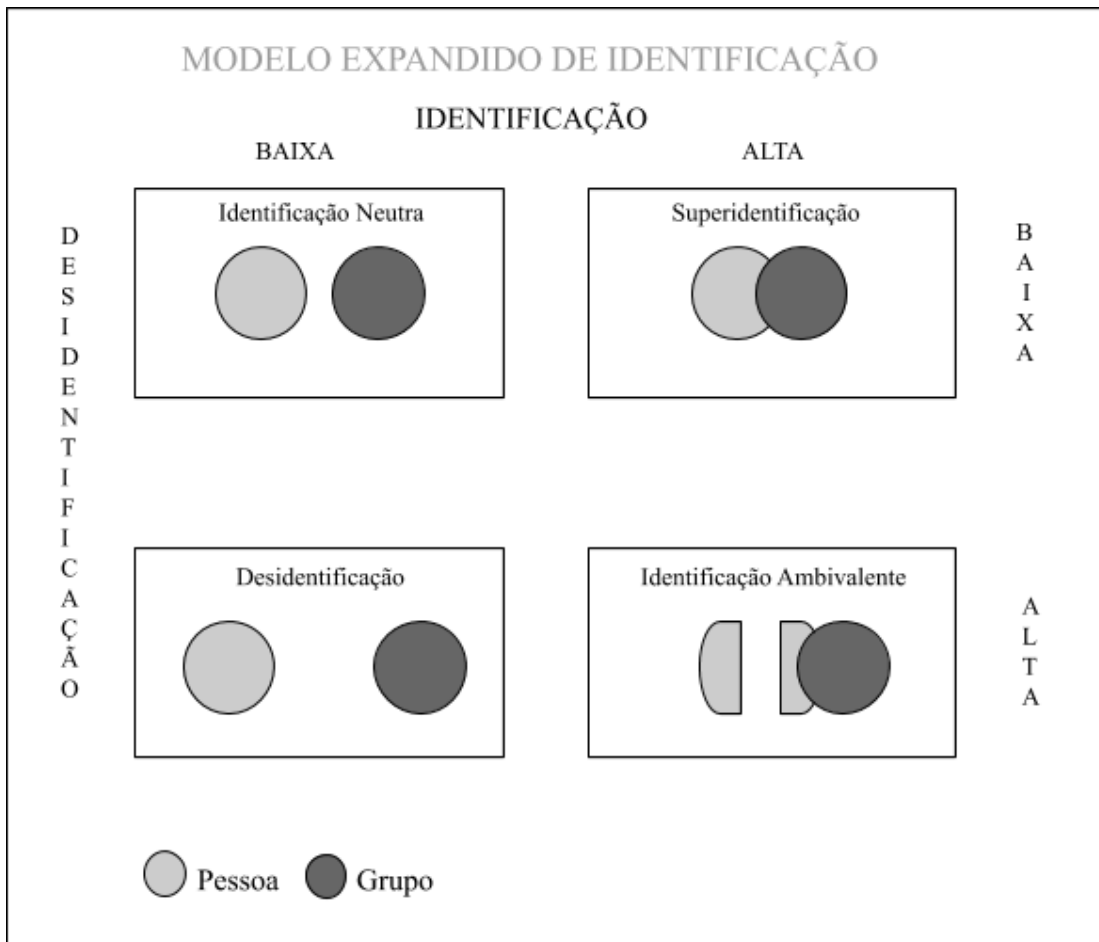 MODELO EXPANDIDO DE IDENTIFICAÇÃO
IDENTIFICAÇÃO
BAIXA
ALTA
DESIDENTIFICAÇÃO
Identificação Neutra
Superidentificação
BAIXA
Desidentificação
Identificação Ambivalente
ALTA
Pessoa
Grupo